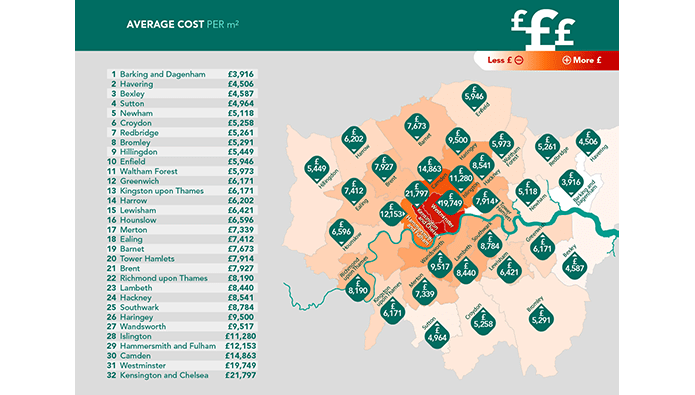 AVERAGE COST PER m²
£££
Less £ ⊖
⊕ More £
1 Barking and Dagenham £3,916
2 Havering £4,506
3 Bexley £4,587
4 Sutton £4,964
5 Newham £5,118
6 Croydon £5,258
7 Redbridge £5,261
8 Bromley £5,291
9 Hillingdon £5,449
10 Enfield £5,946
11 Waltham Forest £5,973
12 Greenwich £6,171
13 Kingston upon Thames £6,171
14 Harrow £6,202
15 Lewisham £6,421
16 Hounslow £6,596
17 Merton £7,339
18 Ealing £7,412
19 Barnet £7,673
20 Tower Hamlets £7,914
21 Brent £7,927
22 Richmond upon Thames £8,190
23 Lambeth £8,440
24 Hackney £8,541
25 Southwark £8,784
26 Haringey £9,500
27 Wandsworth £9,517
28 Islington £11,280
29 Hammersmith and Fulham £12,153
30 Camden £14,863
31 Westminster £19,749
32 Kensington and Chelsea £21,797
£
5,946
Enfield
£
7,673
Barnet
£
6,202
Harrow
£
9,500
Haringey
£
5,973
Waltham
Forest
£
5,261
Redbridge
£
4,506
Havering
£
5,449
Hillingdon
£
7,927
Brent
£
14,863
Camden
£
8,541
Hackney
£
11,280
Islington
£
7,412
Ealing
£
21,797
Kensington
and Chelsea
£
19,749
Westminster
£
7,914
Tower
Hamlets
£
5,118
Newham
£
3,916
Barking and
Dagenham
£
12,153
Hammersmith
and Fulham
£
6,596
Hounslow
£
8,784
Southwark
£
6,171
Greenwich
£
4,587
Bexley
£
8,190
Richmond
upon Thames
£
9,517
Wandsworth
£
8,440
Lambeth
£
6,421
Lewisham
£
7,339
Merton
£
6,171
Kingston
upon Thames
£
4,964
Sutton
£
5,258
Croydon
£
5,291
Bromley